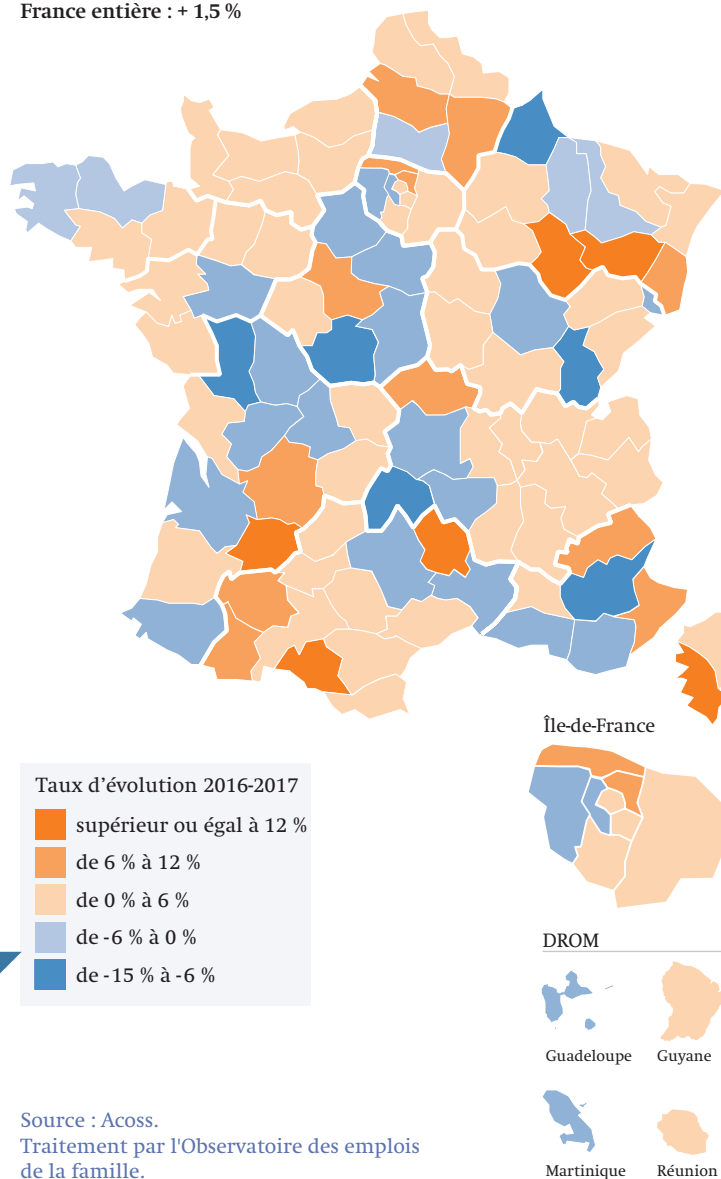 France entière : + 1,5 %
Île-de-France
Taux d’évolution 2016-2017
supérieur ou égal à 12 %
de 6 % à 12 %
de 0 % à 6 %
de -6 % à 0 %
de -15 % à -6 %
DROM
Guadeloupe Guyane
Martinique Réunion
Source : Acoss.
Traitement par l'Observatoire des emplois
de la famille.